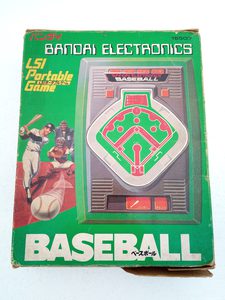 BANDAI ELECTRONICS
LSI
Portable
Game
BASEBALL
BASEBALL
ベースボール